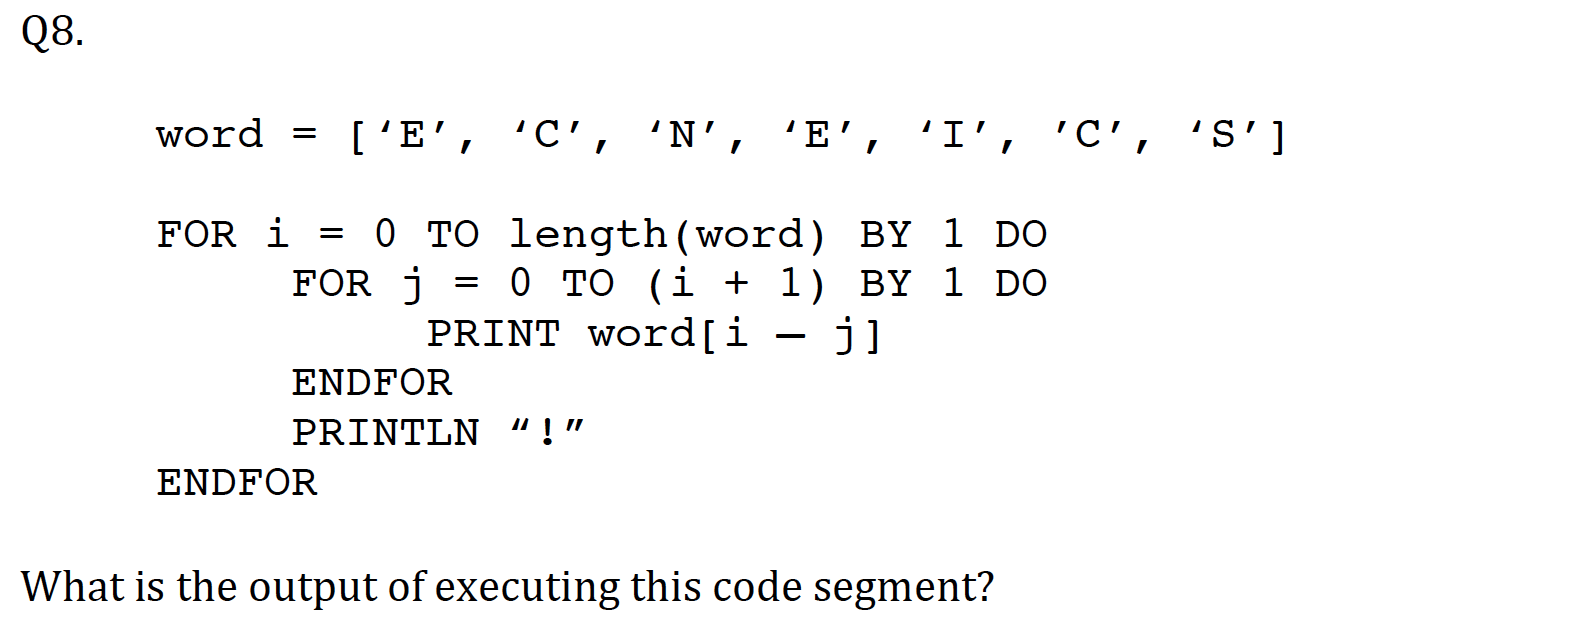 Q8.
word = [‘E’, ‘C’, ‘N’, ‘E’, ‘I’, ’C’, ‘S’]
FOR i = 0 TO length(word) BY 1 DO
FOR j = 0 TO (i + 1) BY 1 DO
PRINT word[i – j]
ENDFOR
PRINTLN “!”
ENDFOR
What is the output of executing this code segment?